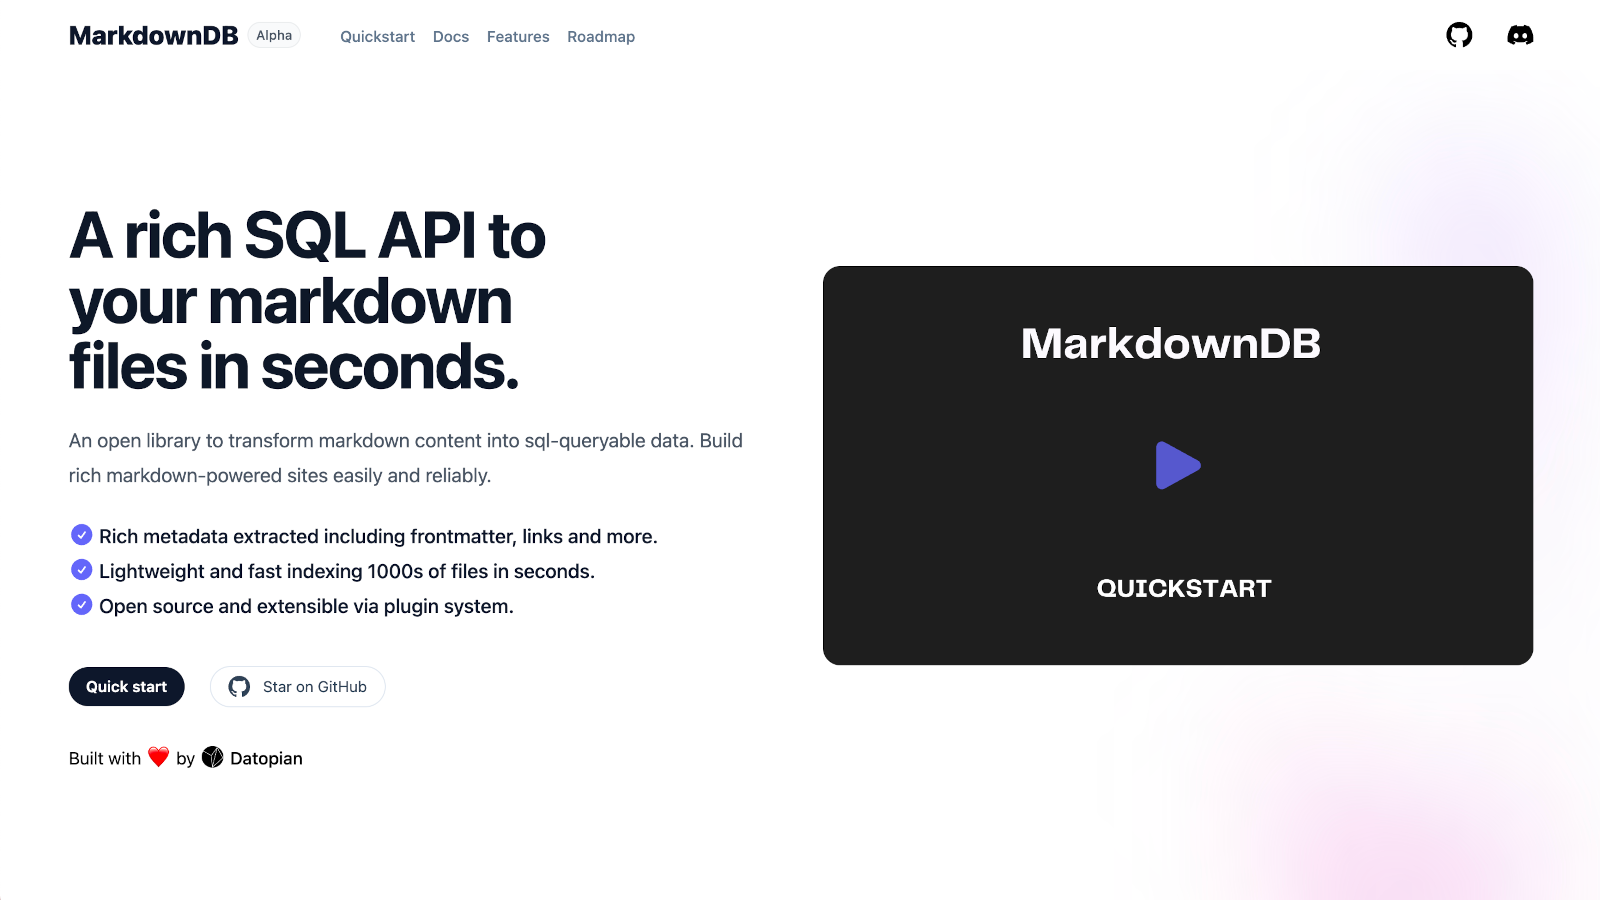 MarkdownDB Alpha Quickstart Docs Features Roadmap
A rich SQL API to
your markdown
files in seconds.
An open library to transform markdown content into sql-queryable data. Build
rich markdown-powered sites easily and reliably.
Rich metadata extracted including frontmatter, links and more.
Lightweight and fast indexing 1000s of files in seconds.
Open source and extensible via plugin system.
Quick start Star on GitHub
Built with ❤️ by Datopian
MarkdownDB
QUICKSTART